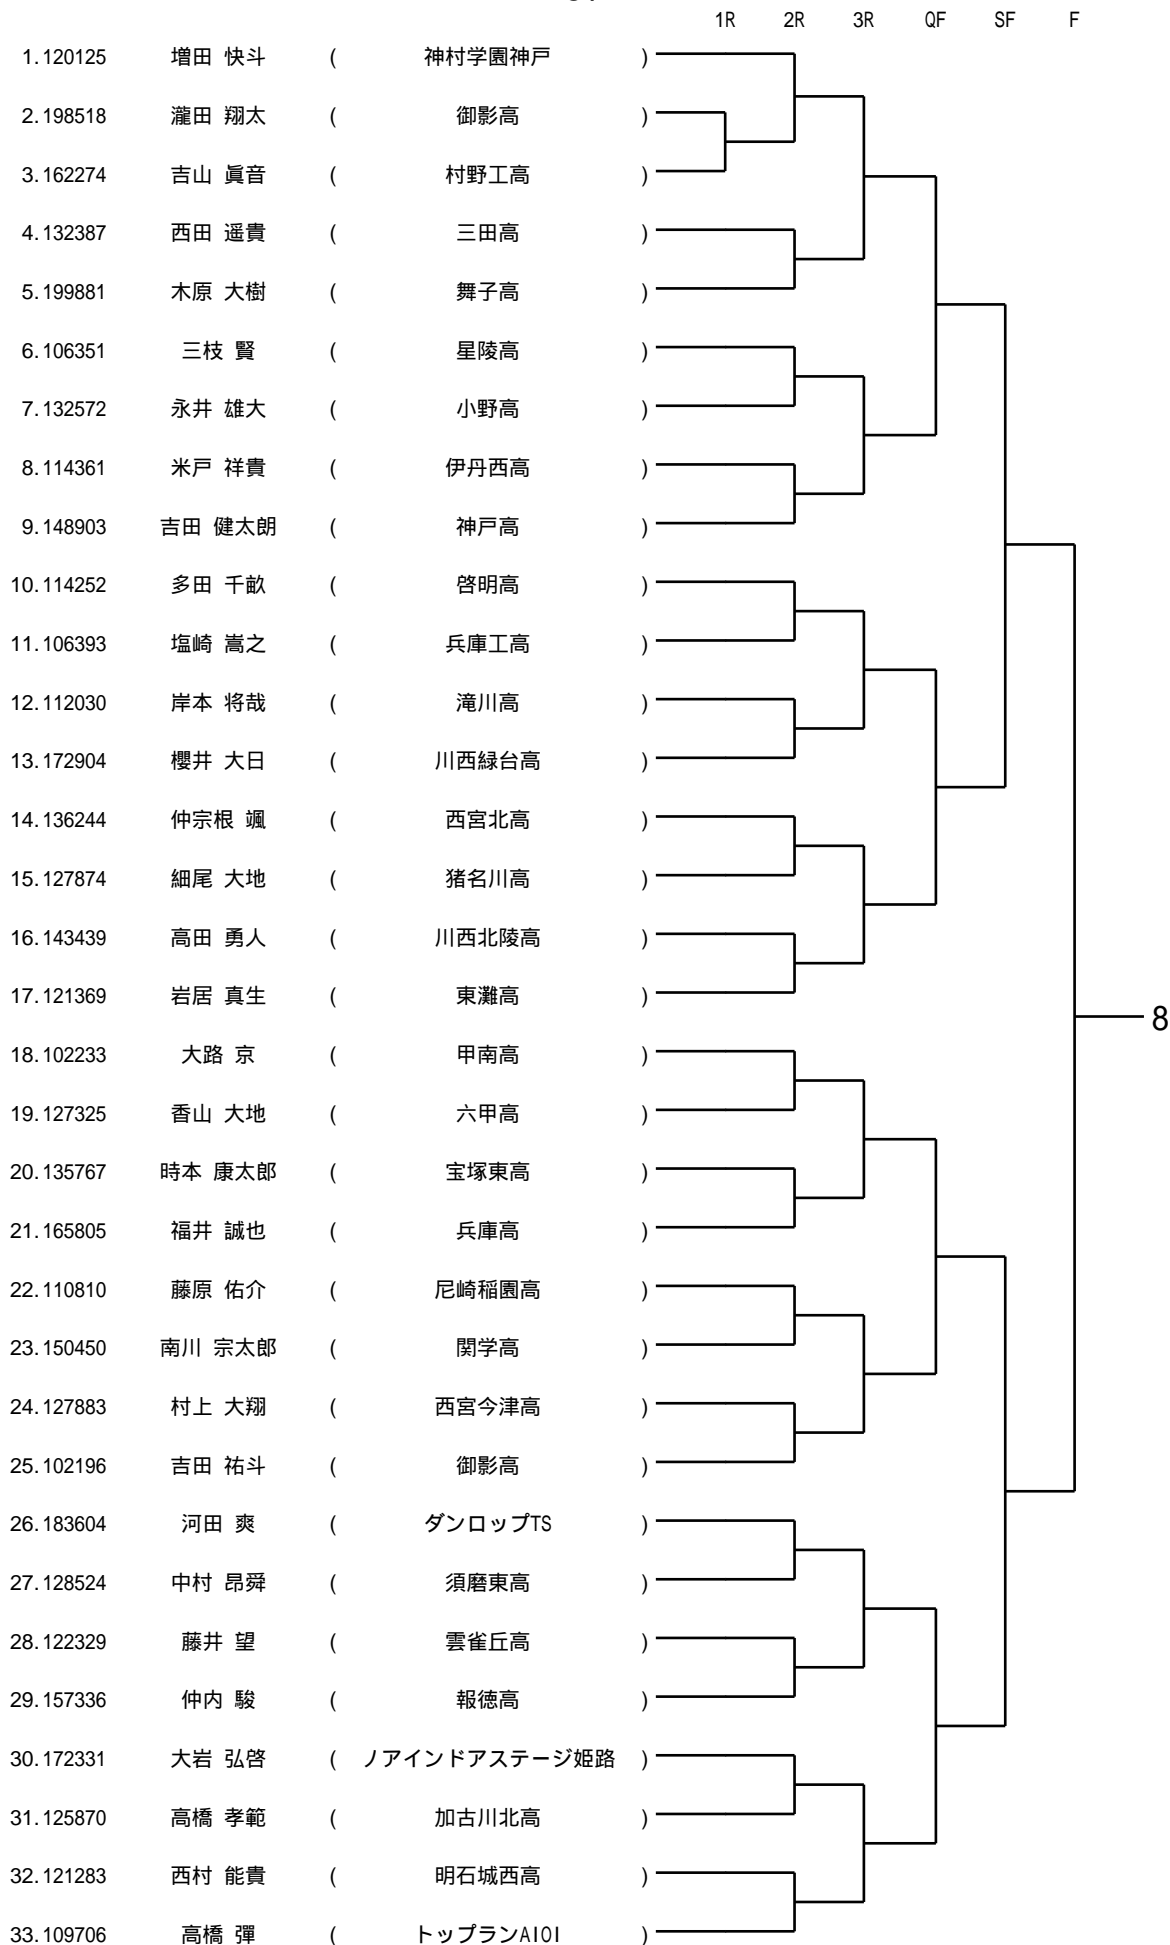 1R 2R 3R QF SF F
1.120125 増田 快斗 ( 神村学園神戸 )
2.198518 瀧田 翔太 ( 御影高 )
3.162274 吉山 眞音 ( 村野工高 )
4.132387 西田 遥貴 ( 三田高 )
5.199881 木原 大樹 ( 舞子高 )
6.106351 三枝 賢 ( 星陵高 )
7.132572 永井 雄大 ( 小野高 )
8.114361 米戸 祥貴 ( 伊丹西高 )
9.148903 吉田 健太朗 ( 神戸高 )
10.114252 多田 千畝 ( 啓明高 )
11.106393 塩崎 嵩之 ( 兵庫工高 )
12.112030 岸本 将哉 ( 滝川高 )
13.172904 櫻井 大日 ( 川西緑台高 )
14.136244 仲宗根 颯 ( 西宮北高 )
15.127874 細尾 大地 ( 猪名川高 )
16.143439 高田 勇人 ( 川西北陵高 )
17.121369 岩居 真生 ( 東灘高 )
8
18.102233 大路 京 ( 甲南高 )
19.127325 香山 大地 ( 六甲高 )
20.135767 時本 康太郎 ( 宝塚東高 )
21.165805 福井 誠也 ( 兵庫高 )
22.110810 藤原 佑介 ( 尼崎稲園高 )
23.150450 南川 宗太郎 ( 関学高 )
24.127883 村上 大翔 ( 西宮今津高 )
25.102196 吉田 祐斗 ( 御影高 )
26.183604 河田 爽 ( ダンロップTS )
27.128524 中村 昂舜 ( 須磨東高 )
28.122329 藤井 望 ( 雲雀丘高 )
29.157336 仲内 駿 ( 報徳高 )
30.172331 大岩 弘啓 ( ノアインドアステージ姫路 )
31.125870 高橋 孝範 ( 加古川北高 )
32.121283 西村 能貴 ( 明石城西高 )
33.109706 高橋 彈 ( トップランAIOI )